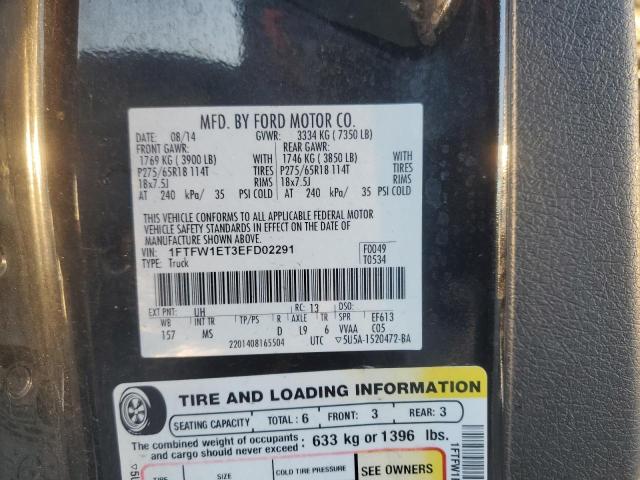 MFD. BY FORD MOTOR CO.
DATE: 08/14 GVWR: 3334 KG ( 7350 LB)
FRONT GAWR: REAR GAWR:
1769 KG ( 3900 LB) WITH 1746 KG ( 3850 LB) WITH
P275/65R18 114T TIRES P275/65R18 114T TIRES
18x7.5J RIMS 18x7.5J RIMS
AT 240 kPa/ 35 PSI COLD AT 240 kPa/ 35 PSI COLD
THIS VEHICLE CONFORMS TO ALL APPLICABLE FEDERAL MOTOR
VEHICLE SAFETY STANDARDS IN EFFECT ON THE DATE OF
MANUFACTURE SHOWN ABOVE.
VIN: 1FTFW1ET3EFD02291 F0049
TYPE: Truck T0534
EXT PNT: UH RC: 13 DSO:
WB INT TR TP/PS R AXLE TR SPR EF613
157 MS D L9 6 VVAA C05
2201408165504 UTC ▽5U5A-1520472-BA
TIRE AND LOADING INFORMATION
SEATING CAPACITY TOTAL: 6 FRONT: 3 REAR: 3
The combined weight of occupants
and cargo should never exceed: 633 kg or 1396 lbs.
TIRE SIZE COLD TIRE PRESSURE SEE OWNERS
▽5U
1FTFW1E